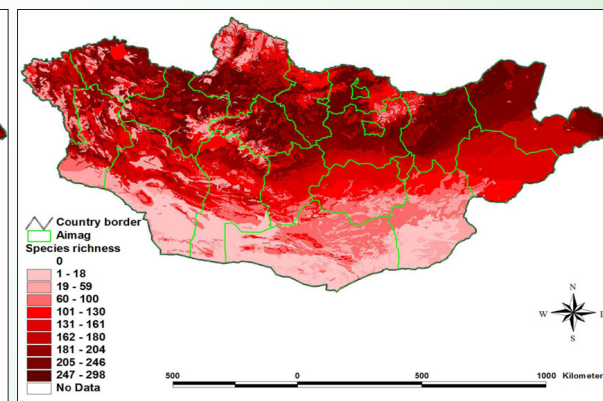 Country border
Aimag
Species richness
0
1 - 18
19 - 59
60 - 100
101 - 130
131 - 161
162 - 180
181 - 204
205 - 246
247 - 298
No Data
N
W E
S
500 0 500 1000 Kilometer